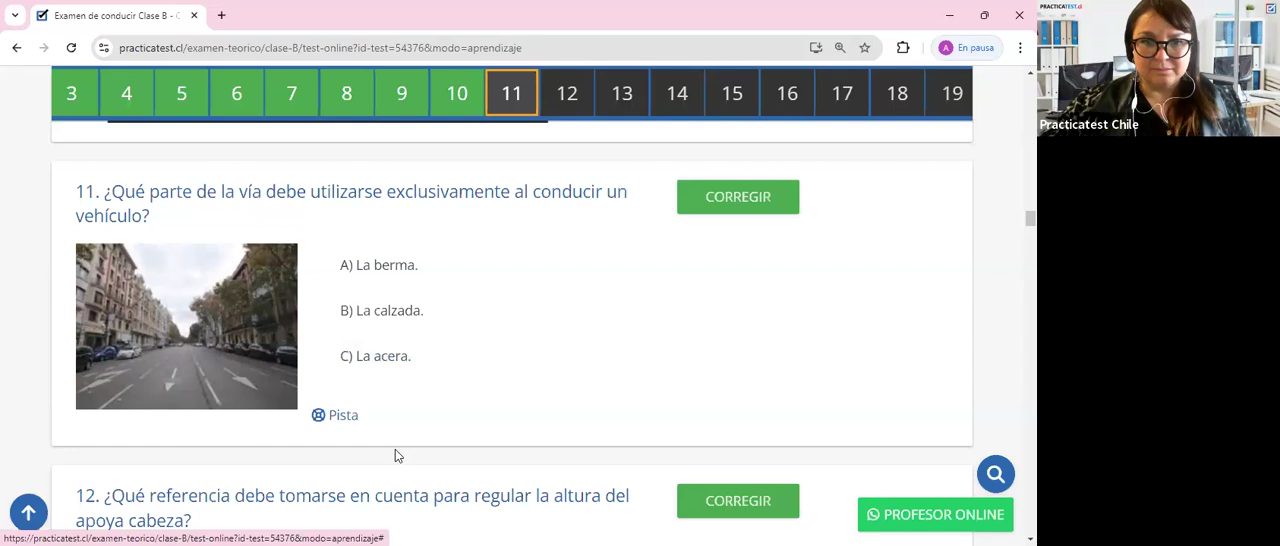 Examen de conducir Clase B - C
practicatest.cl/examen-teorico/clase-B/test-online?id-test=54376&modo=aprendizaje
A
En pausa
3 4 5 6 7 8 9 10 11 12 13 14 15 16 17 18 19
11. ¿Qué parte de la vía debe utilizarse exclusivamente al conducir un
vehículo?
CORREGIR
A) La berma.
B) La calzada.
C) La acera.
Pista
12. ¿Qué referencia debe tomarse en cuenta para regular la altura del
apoya cabeza?
CORREGIR
PROFESOR ONLINE
https://practicatest.cl/examen-teorico/clase-B/test-online?id-test=54376&modo=aprendizaje#
PRACTICATEST.cl
Practicatest Chile